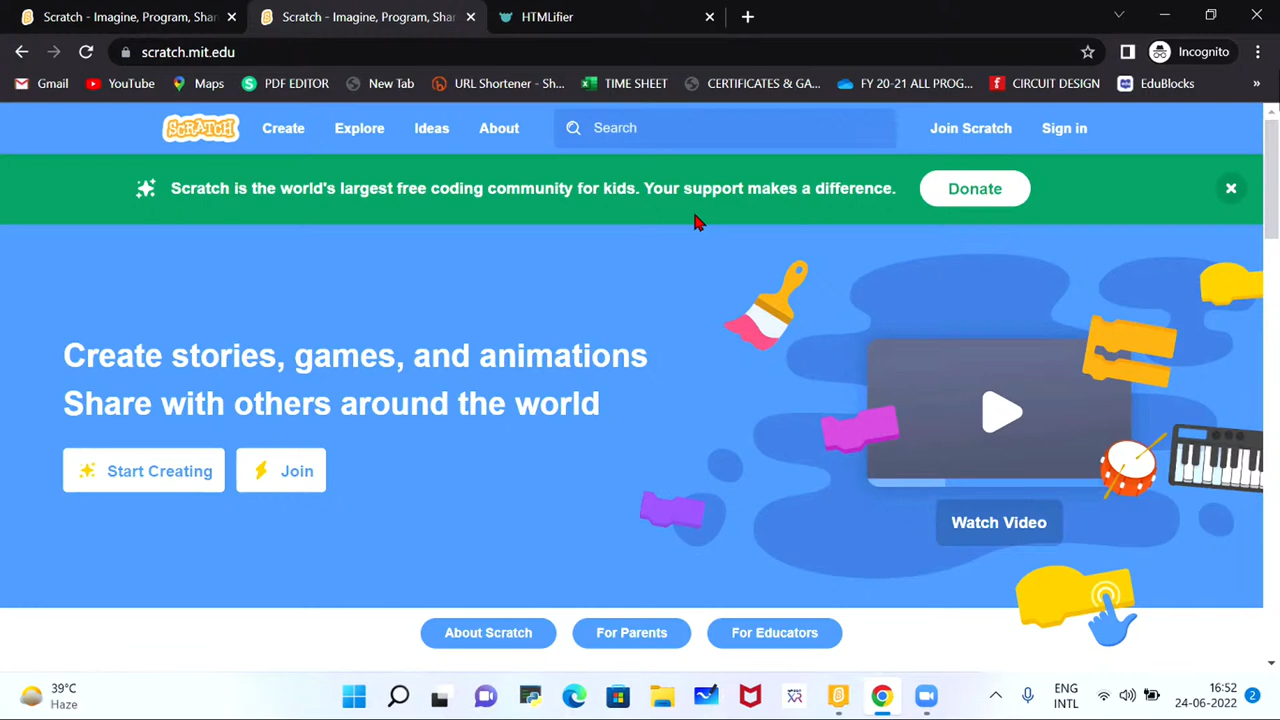 Scratch - Imagine, Program, Shar
Scratch - Imagine, Program, Shar
HTMLifier
scratch.mit.edu
Incognito
Gmail
YouTube
Maps
PDF EDITOR
New Tab
URL Shortener - Sh...
TIME SHEET
CERTIFICATES & GA...
FY 20-21 ALL PROG...
CIRCUIT DESIGN
EduBlocks
»
SCRATCH
Create
Explore
Ideas
About
Search
Join Scratch
Sign in
Scratch is the world's largest free coding community for kids. Your support makes a difference.
Donate
Create stories, games, and animations
Share with others around the world
Start Creating
Join
Watch Video
About Scratch
For Parents
For Educators
39°C
Haze
ENG
INTL
16:52
24-06-2022
2